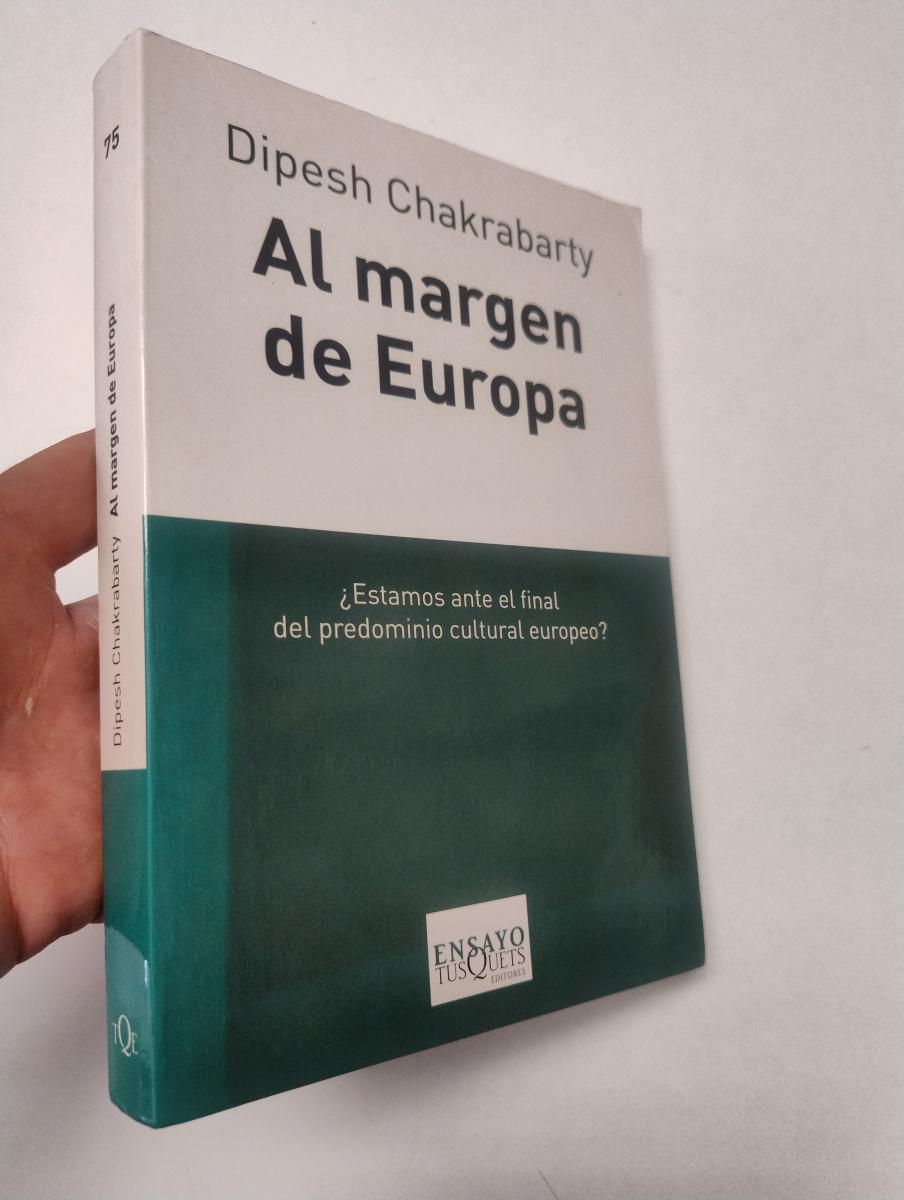 75
Dipesh Chakrabarty Al margen de Europa
TQE
Dipesh Chakrabarty
Al margen
de Europa
¿Estamos ante el final
del predominio cultural europeo?
ENSAYO
TUSQUETS
EDITORES